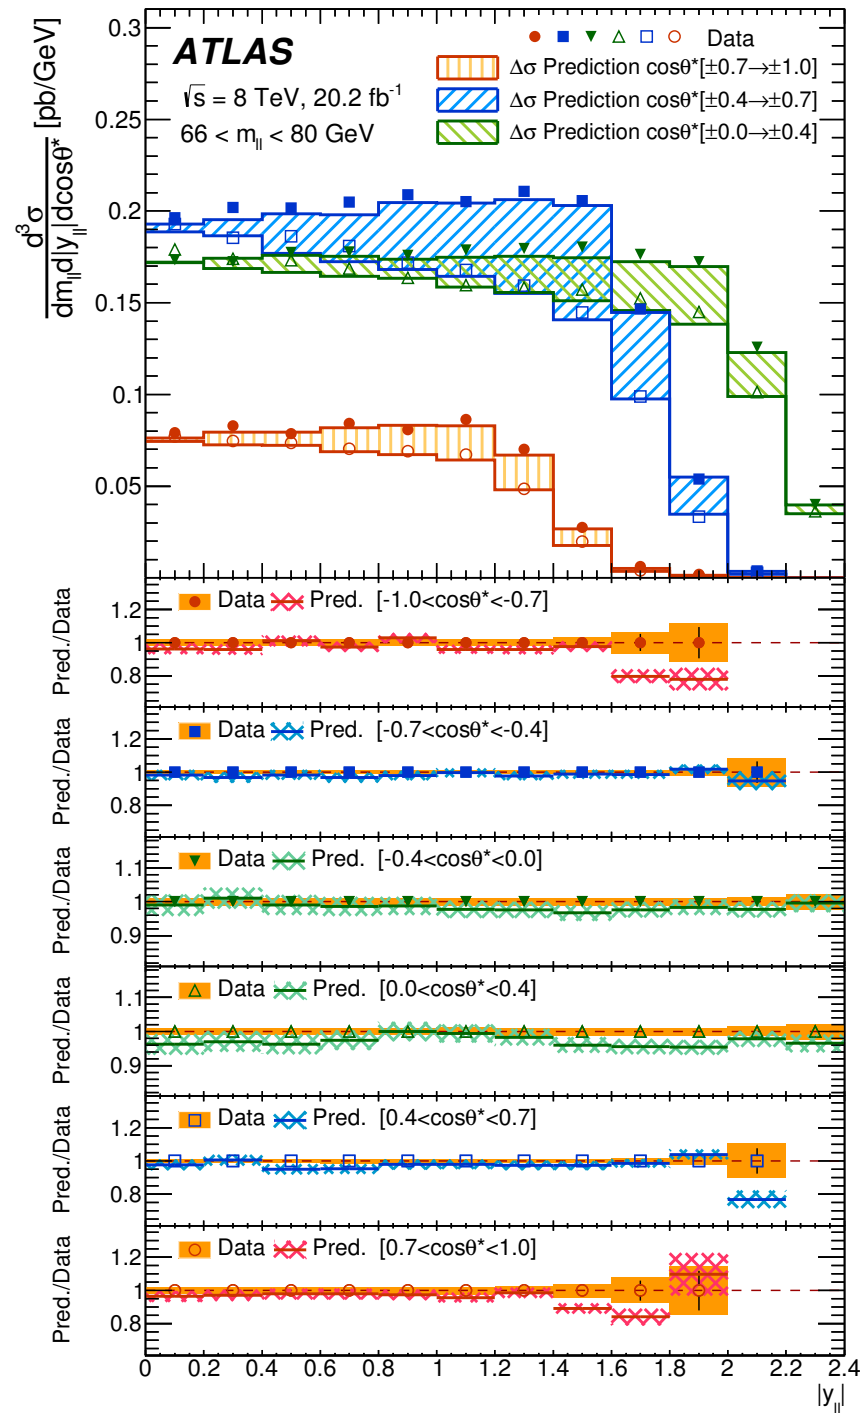 ATLAS
√s = 8 TeV, 20.2 fb⁻¹
66 < m_ll < 80 GeV
Data
Δσ Prediction cosθ*[±0.7→±1.0]
Δσ Prediction cosθ*[±0.4→±0.7]
Δσ Prediction cosθ*[±0.0→±0.4]
d³σ / dm_ll d|y_ll| dcosθ* [pb/GeV]
0.3
0.25
0.2
0.15
0.1
0.05
Pred./Data
1.2
1
0.8
Data Pred. [-1.0<cosθ*<-0.7]
Pred./Data
1.2
1
0.8
Data Pred. [-0.7<cosθ*<-0.4]
Pred./Data
1.1
1
0.9
Data Pred. [-0.4<cosθ*<0.0]
Pred./Data
1.1
1
0.9
Data Pred. [0.0<cosθ*<0.4]
Pred./Data
1.2
1
0.8
Data Pred. [0.4<cosθ*<0.7]
Pred./Data
1.2
1
0.8
Data Pred. [0.7<cosθ*<1.0]
0 0.2 0.4 0.6 0.8 1 1.2 1.4 1.6 1.8 2 2.2 2.4
|y_ll|